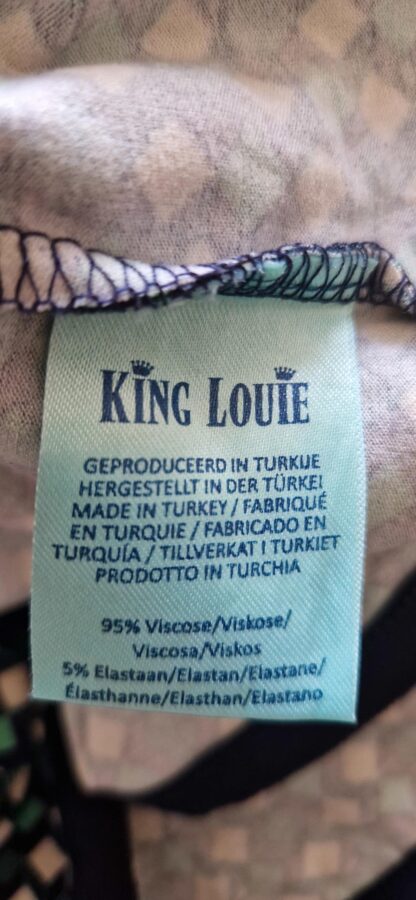 KING LOUIE
GEPRODUCEERD IN TURKIJE
HERGESTELLT IN DER TÜRKEI
MADE IN TURKEY / FABRIQUÉ
EN TURQUIE / FABRICADO EN
TURQUÍA / TILLVERKAT I TURKIET
PRODOTTO IN TURCHIA
95% Viscose/Viskose/
Viscosa/Viskos
5% Elastaan/Elastan/Elastane/
Élasthanne/Elasthan/Elastano